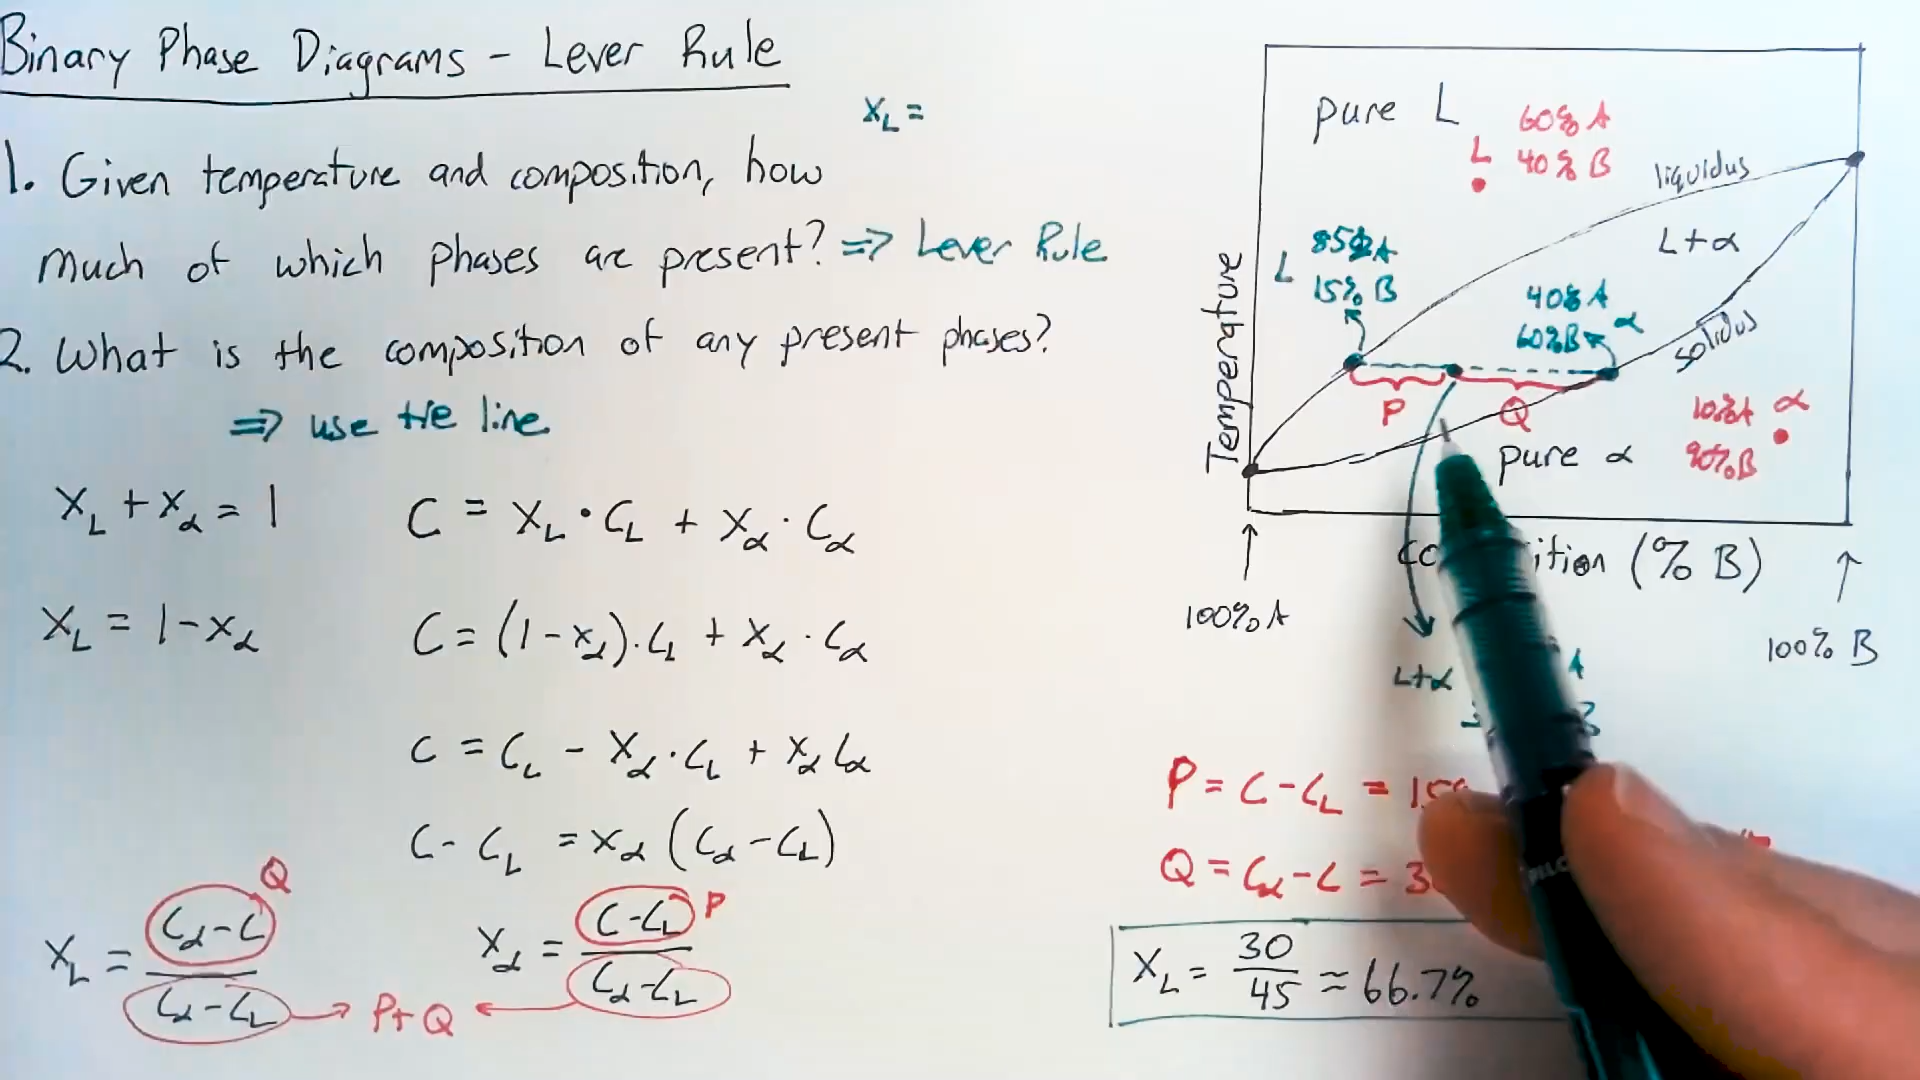 Binary Phase Diagrams - Lever Rule
X_L =
1. Given temperature and composition, how
much of which phases are present? => Lever Rule
2. What is the composition of any present phases?
=> use tie line
X_L + X_α = 1
C = X_L · C_L + X_α · C_α
X_L = 1 - X_α
C = (1 - X_α) · C_L + X_α · C_α
C = C_L - X_α · C_L + X_α C_α
C - C_L = X_α (C_α - C_L)
X_L = (C_α - C) / (C_α - C_L)
Q
X_α = (C - C_L) / (C_α - C_L)
P
P+Q
pure L
60% A
L 40% B
liquidus
L+α
85% A
L
15% B
40% A
60% B α
solidus
Temperature
P
Q
10% A α
90% B
pure α
(% B)
100% A
100% B
L+α
P = C - C_L =
Q = C_α - C =
X_L = 30/45 ≈ 66.7%